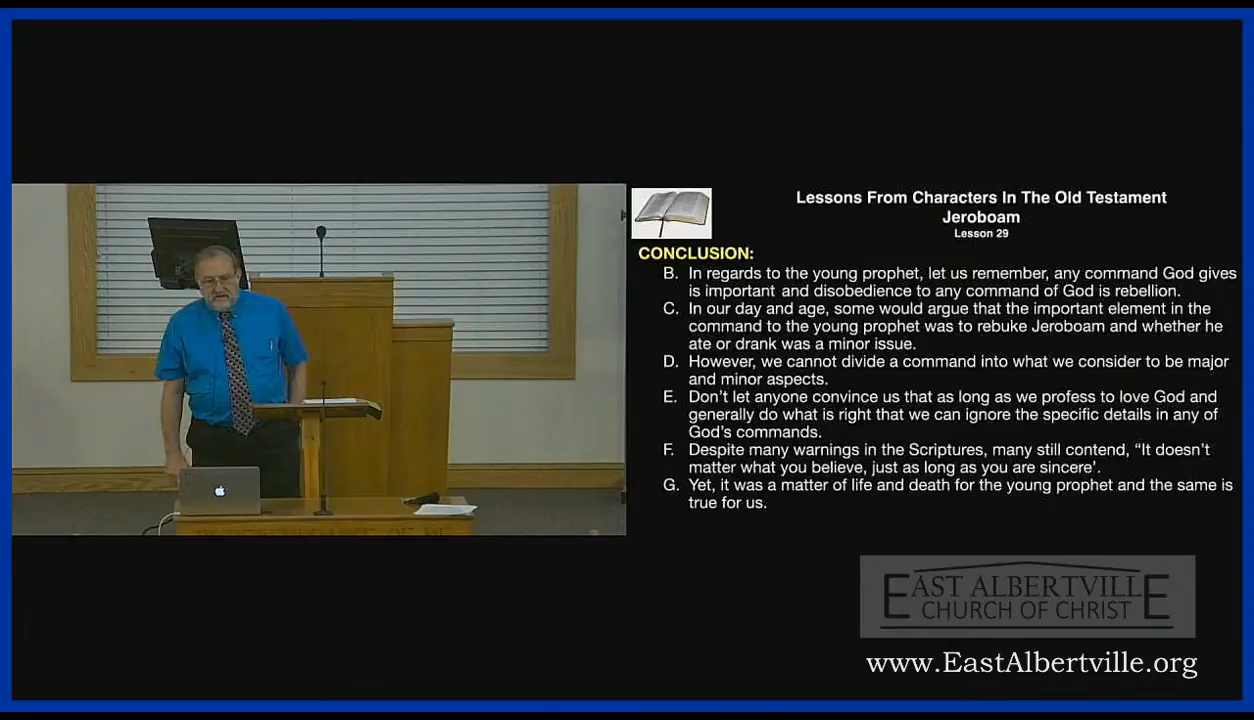 Lessons From Characters In The Old Testament
Jeroboam
Lesson 29
CONCLUSION:
B. In regards to the young prophet, let us remember, any command God gives
is important and disobedience to any command of God is rebellion.
C. In our day and age, some would argue that the important element in the
command to the young prophet was to rebuke Jeroboam and whether he
ate or drank was a minor issue.
D. However, we cannot divide a command into what we consider to be major
and minor aspects.
E. Don't let anyone convince us that as long as we profess to love God and
generally do what is right that we can ignore the specific details in any of
God's commands.
F. Despite many warnings in the Scriptures, many still contend, “It doesn't
matter what you believe, just as long as you are sincere'.
G. Yet, it was a matter of life and death for the young prophet and the same is
true for us.
IN REMEMBRANCE OF ME
EAST ALBERTVILLE
CHURCH OF CHRIST
www.EastAlbertville.org